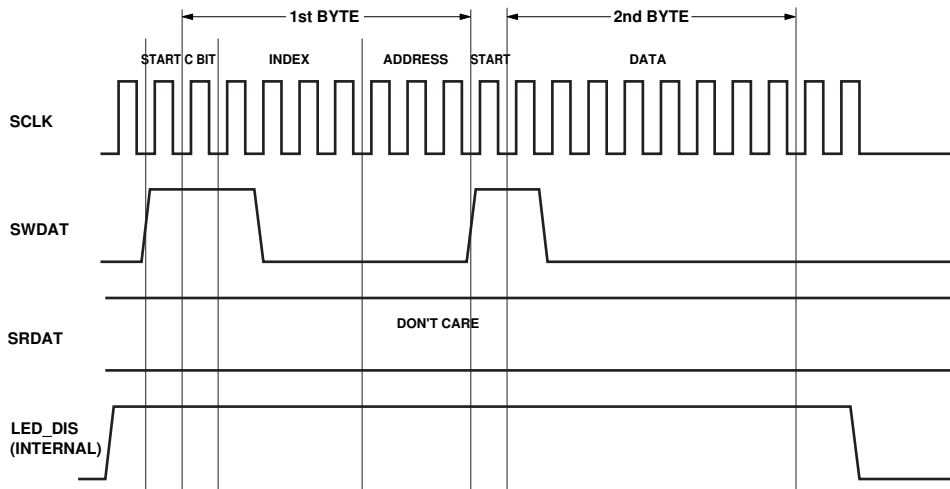 1st BYTE 2nd BYTE
START C BIT INDEX ADDRESS START DATA
SCLK
SWDAT
DON'T CARE
SRDAT
LED_DIS
(INTERNAL)